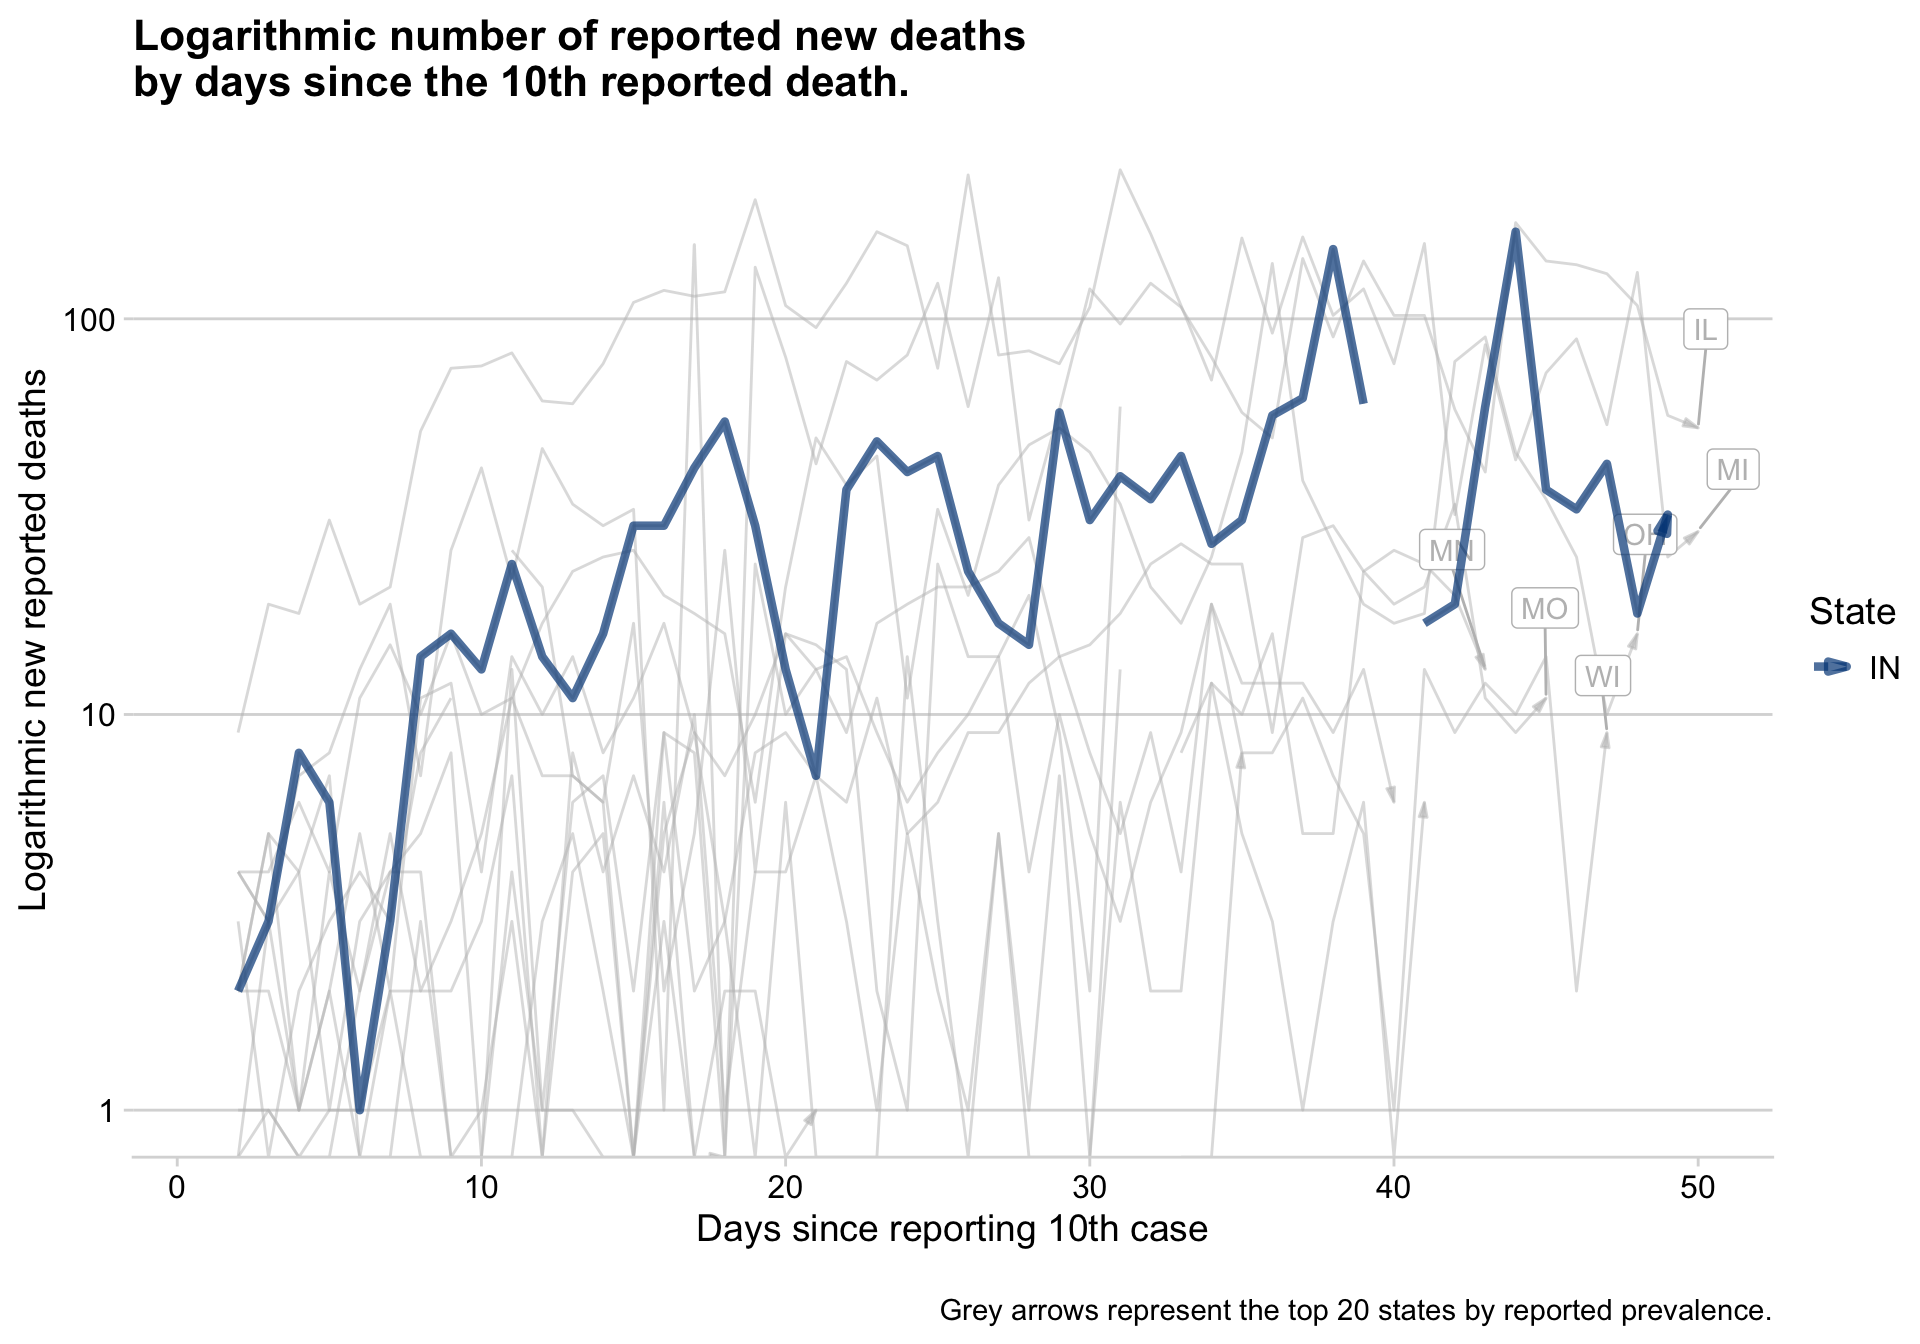 Logarithmic number of reported new deaths
by days since the 10th reported death.
Logarithmic new reported deaths
100
10
1
IL
MI
OH
MN
MO
WI
State
IN
0 10 20 30 40 50
Days since reporting 10th case
Grey arrows represent the top 20 states by reported prevalence.